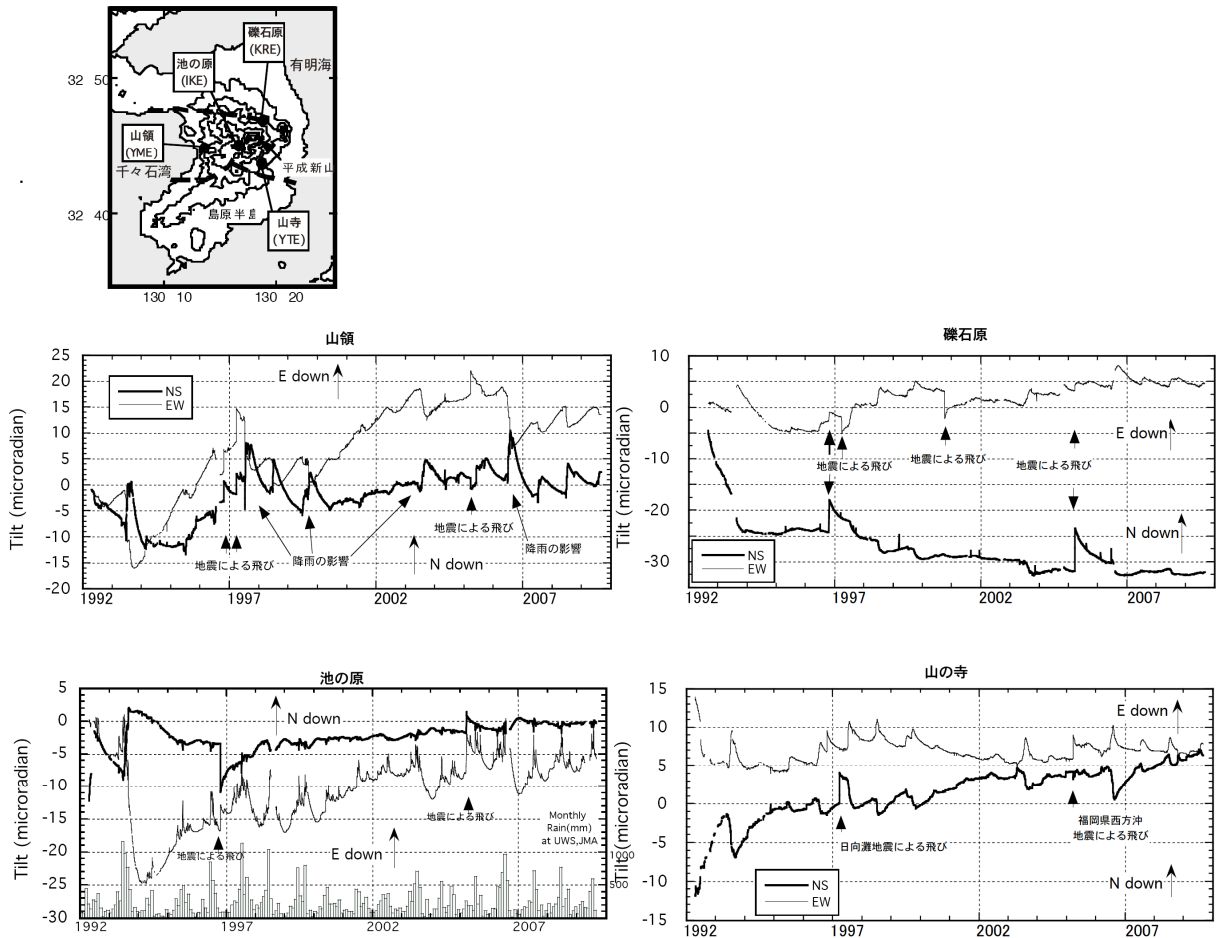 礫石原
(KRE)
池の原
(IKE)
有明海
32 50
山領
(YME)
千々石湾
平成新山
32 40
島原半島
山寺
(YTE)
130 10
130 20
山領
Tilt (microradian)
25
20
15
10
5
0
-5
-10
-15
-20
NS
EW
E down
地震による飛び
降雨の影響
地震による飛び
降雨の影響
N down
1992
1997
2002
2007
礫石原
Tilt (microradian)
10
0
-10
-20
-30
地震による飛び
地震による飛び
地震による飛び
E down
N down
NS
EW
1992
1997
2002
2007
池の原
Tilt (microradian)
5
0
-5
-10
-15
-20
-25
-30
N down
地震による飛び
地震による飛び
E down
Monthly
Rain(mm)
at UWS,JMA
1000
500
1992
1997
2002
2007
山の寺
Tilt (microradian)
15
10
5
0
-5
-10
-15
E down
日向灘地震による飛び
福岡県西方沖
地震による飛び
N down
NS
EW
1992
1997
2002
2007